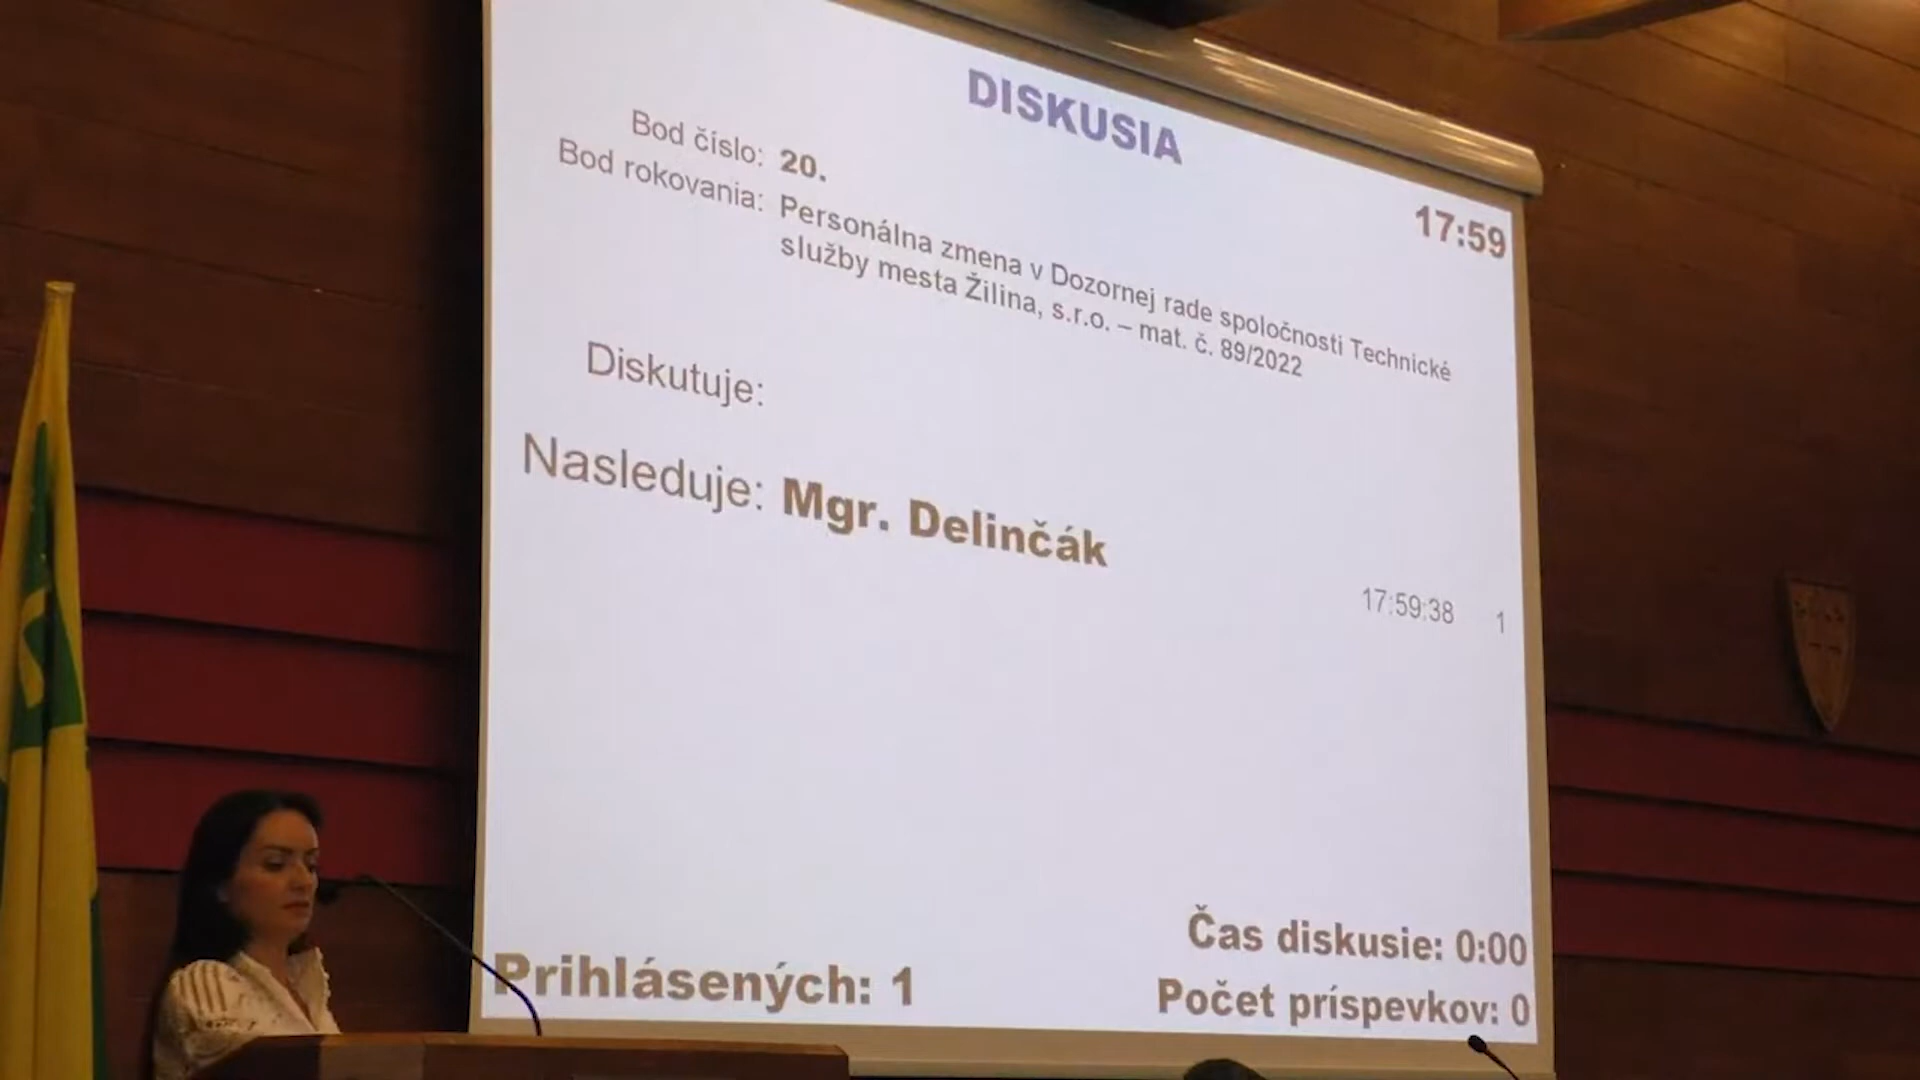 DISKUSIA
17:59
Bod číslo: 20.
Bod rokovania: Personálna zmena v Dozornej rade spoločnosti Technické
služby mesta Žilina, s.r.o. – mat. č. 89/2022
Diskutuje:
Nasleduje: Mgr. Delinčák
17:59:38 1
Čas diskusie: 0:00
Prihlásených: 1
Počet príspevkov: 0